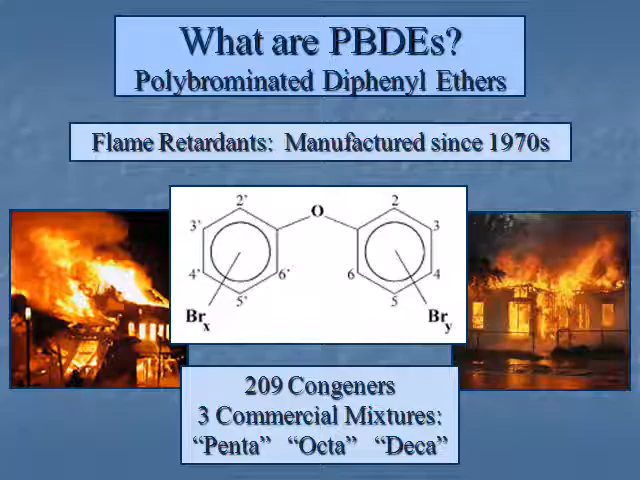 What are PBDEs?
Polybrominated Diphenyl Ethers
Flame Retardants: Manufactured since 1970s
2' O 2
3' 3
4' 6' 6 4
5' 5
Brx Bry
209 Congeners
3 Commercial Mixtures:
“Penta” “Octa” “Deca”